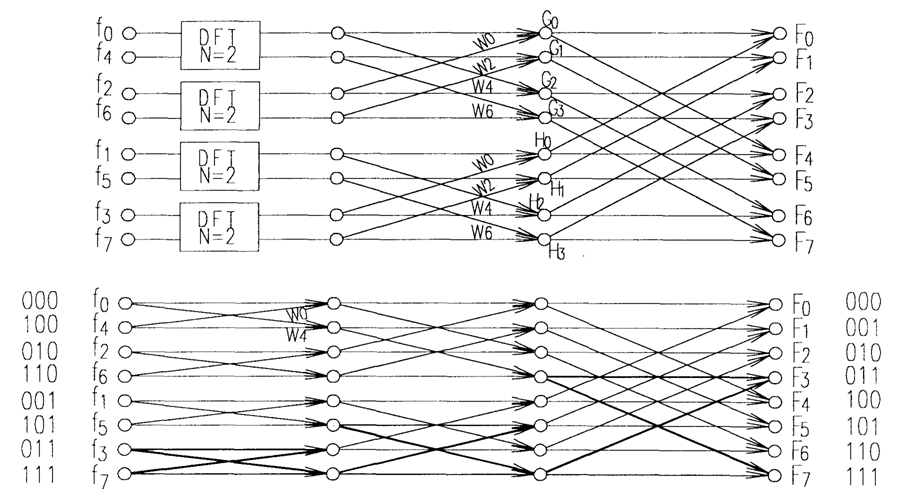 f0 DFT N=2 G0 F0
f4 W0 G1 F1
f2 DFT N=2 W2 W4 G2 F2
f6 W6 G3 F3
f1 DFT N=2 H0 F4
f5 W0 H1 F5
f3 DFT N=2 W2 W4 H2 F6
f7 W6 H3 F7
000 f0 W0 F0 000
100 f4 W4 F1 001
010 f2 F2 010
110 f6 F3 011
001 f1 F4 100
101 f5 F5 101
011 f3 F6 110
111 f7 F7 111